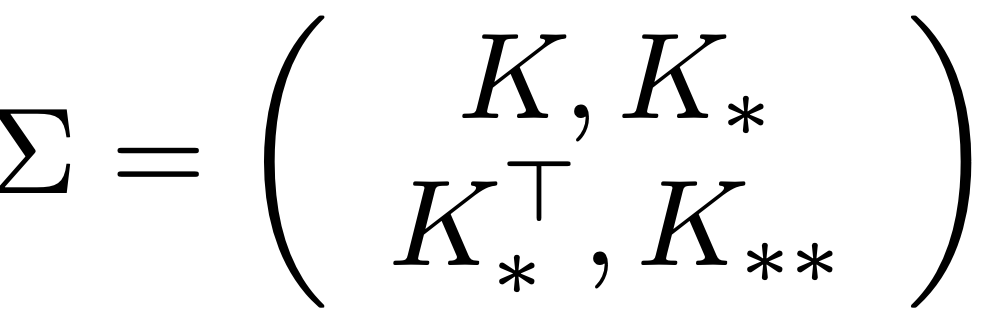 Σ = ( K, K_*
K_*^⊤, K_** )